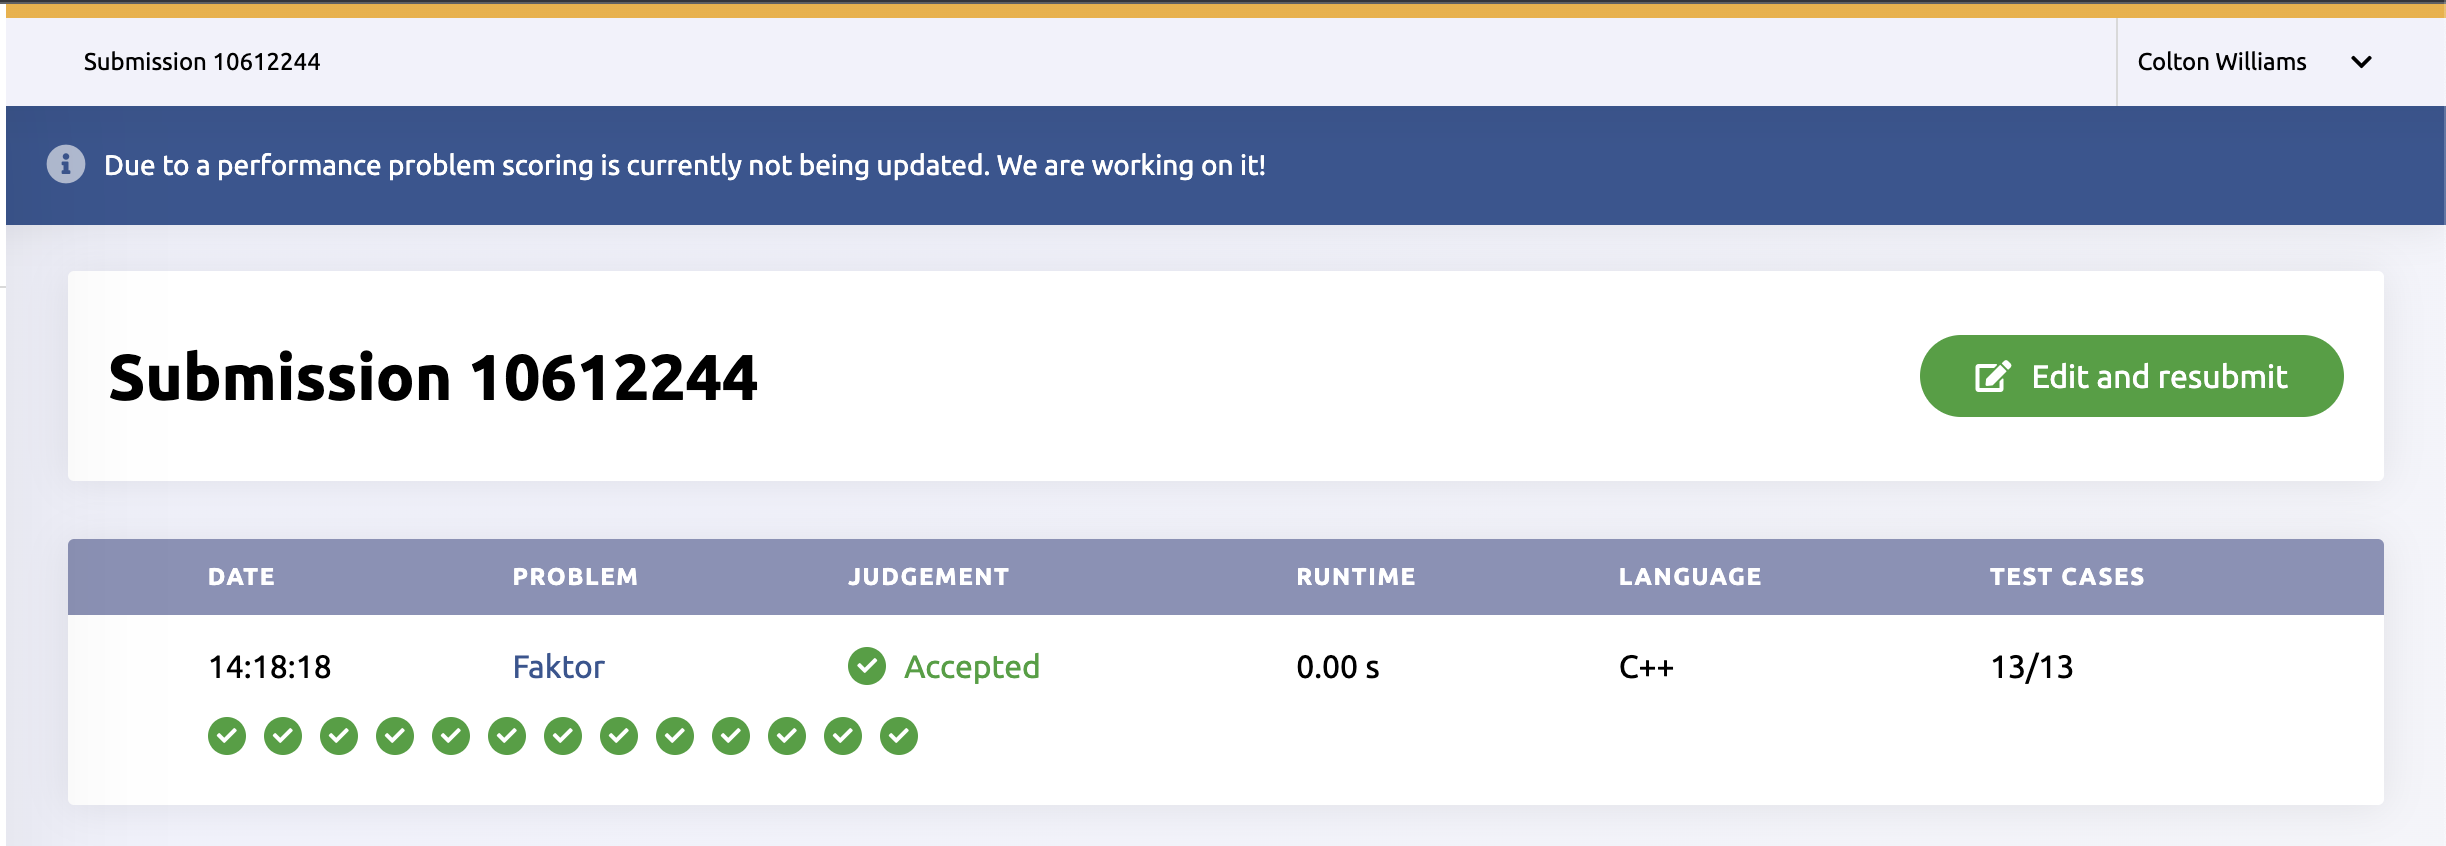 Submission 10612244
Colton Williams
Due to a performance problem scoring is currently not being updated. We are working on it!
Submission 10612244
Edit and resubmit
DATE PROBLEM JUDGEMENT RUNTIME LANGUAGE TEST CASES
14:18:18 Faktor Accepted 0.00 s C++ 13/13